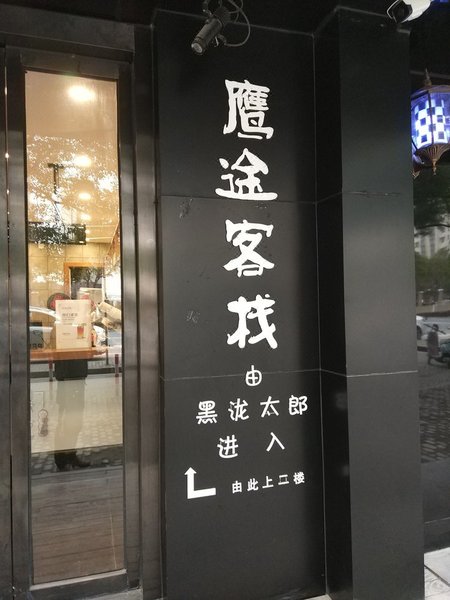 鹰途客栈
由
黑泷太郎
进入
由此上二楼